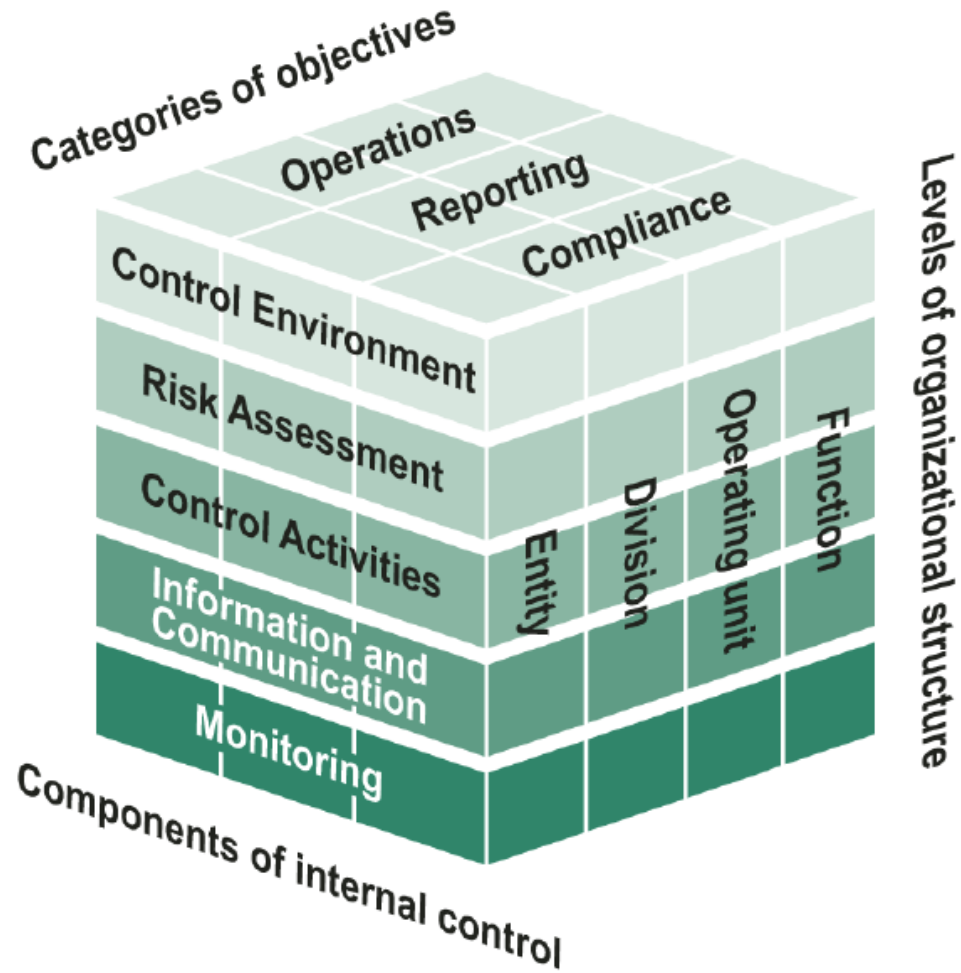 Categories of objectives
Operations
Reporting
Compliance
Control Environment
Risk Assessment
Control Activities
Information and
Communication
Monitoring
Entity
Division
Operating unit
Function
Levels of organizational structure
Components of internal control